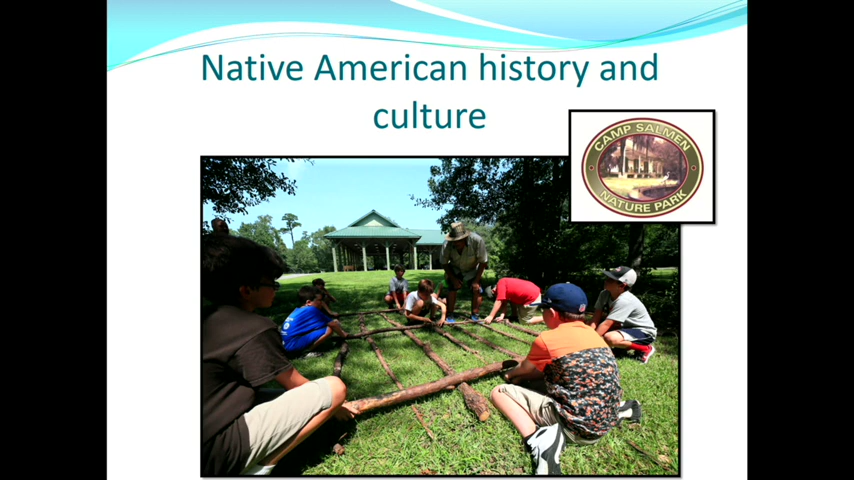 Native American history and
culture
CAMP SALMEN
NATURE PARK